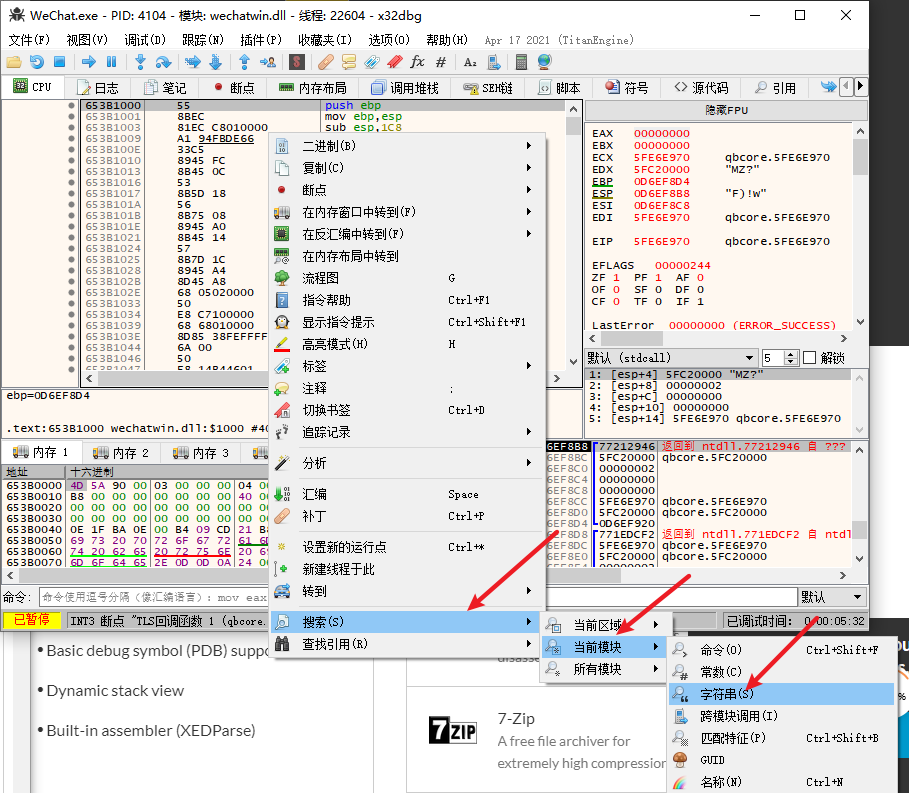 WeChat.exe - PID: 4104 - 模块: wechatwin.dll - 线程: 22604 - x32dbg
文件(F) 视图(V) 调试(D) 跟踪(N) 插件(P) 收藏夹(I) 选项(O) 帮助(H) Apr 17 2021 (TitanEngine)
CPU 日志 笔记 断点 内存布局 调用堆栈 SEH链 脚本 符号 源代码 引用
653B1000 55 push ebp
653B1001 8BEC mov ebp,esp
653B1003 81EC C8010000 sub esp,1C8
653B1009 A1 94FBDE66
653B100E 33C5
653B1010 8945 FC
653B1013 8B45 0C
653B1016 53
653B1017 8B5D 18
653B101A 56
653B101B 8B75 08
653B101E 8945 A0
653B1021 8B45 14
653B1024 57
653B1025 8B7D 1C
653B1028 8945 A4
653B102B 8D45 A8
653B102E 68 05020000
653B1033 50
653B1034 E8 C7100000
653B1039 68 68010000
653B103E 8D85 38FEFFFF
653B1044 6A 00
653B1046 50
653B1047 E8 14B44601
ebp=0D6EF8D4
.text:653B1000 wechatwin.dll:$1000 #40
二进制(B)
复制(C)
断点
在内存窗口中转到(F)
在反汇编中转到(F)
在内存布局中转到
流程图 G
指令帮助 Ctrl+F1
显示指令提示 Ctrl+Shift+F1
高亮模式(H) H
标签
注释 ;
切换书签 Ctrl+D
追踪记录
分析
汇编 Space
补丁 Ctrl+P
设置新的运行点 Ctrl+*
新建线程于此
转到
搜索(S)
查找引用(R)
当前区域
当前模块
所有模块
命令(O) Ctrl+Shift+F
常数(C)
字符串(S)
跨模块调用(I)
匹配特征(P) Ctrl+Shift+B
GUID
名称(N) Ctrl+N
隐藏FPU
EAX 00000000
EBX 00000000
ECX 5FE6E970 qbcore.5FE6E970
EDX 5FC20000 "MZ?"
EBP 0D6EF8D4
ESP 0D6EF8B8 "F)!w"
ESI 0D6EF8C8
EDI 5FE6E970 qbcore.5FE6E970
EIP 5FE6E970 qbcore.5FE6E970
EFLAGS 00000244
ZF 1 PF 1 AF 0
OF 0 SF 0 DF 0
CF 0 TF 0 IF 1
LastError 00000000 (ERROR_SUCCESS)
默认 (stdcall) 5 解锁
1: [esp+4] 5FC20000 "MZ?"
2: [esp+8] 00000002
3: [esp+C] 00000000
4: [esp+10] 00000000
5: [esp+14] 5FE6E970 qbcore.5FE6E970
内存 1 内存 2 内存 3
地址 十六进制
653B0000 4D 5A 90 00 03 00 00 00 04 00
653B0010 B8 00 00 00 00 00 00 00 40 00
653B0020 00 00 00 00 00 00 00 00 00 00
653B0030 00 00 00 00 00 00 00 00 00 00
653B0040 0E 1F BA 0E 00 B4 09 CD 21 B8
653B0050 69 73 20 70 72 6F 67 72 61 6D
653B0060 74 20 62 65 20 72 75 6E 20 69
653B0070 6D 6F 64 65 2E 0D 0D 0A 24 00
6EF8B8 77212946 返回到 ntdll.77212946 自 ???
6EF8BC 5FC20000 qbcore.5FC20000
6EF8C0 00000002
6EF8C4 00000000
6EF8C8 00000000
6EF8CC 5FE6E970 qbcore.5FE6E970
6EF8D0 5FC20000 qbcore.5FC20000
6EF8D4 0D6EF920
6EF8D8 771EDCF2 返回到 ntdll.771EDCF2 自 ntd
6EF8DC 5FE6E970 qbcore.5FE6E970
6EF8E0 5FC20000 qbcore.5FC20000
00000002
命令: 命令使用逗号分隔（像汇编语言）: mov eax 默认
已暂停 INT3 断点 "TLS回调函数 1 (qbcore. 已调试时间: 0:00:05:32
• Basic debug symbol (PDB) suppo
• Dynamic stack view
• Built-in assembler (XEDParse)
disasse
7ZIP
7-Zip
A free file archiver for
extremely high compression
ou
%